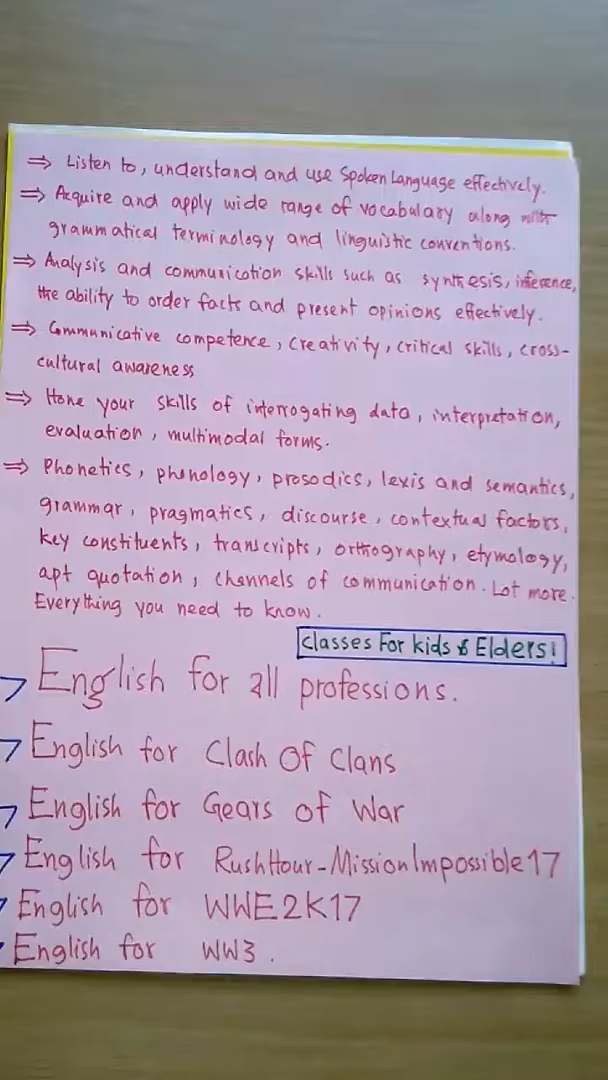 ⇒ Listen to, understand and use Spoken Language effectively.
⇒ Acquire and apply wide range of vocabulary along with
grammatical terminology and linguistic conventions.
⇒ Analysis and communication skills such as synthesis, inference,
the ability to order facts and present opinions effectively.
⇒ Communicative competence, creativity, critical skills, cross-
cultural awareness
⇒ Hone your skills of interrogating data, interpretation,
evaluation, multimodal forms.
⇒ Phonetics, phonology, prosodics, lexis and semantics,
grammar, pragmatics, discourse, contextual factors,
key constituents, transcripts, orthography, etymology,
apt quotation, channels of communication. Lot more.
Everything you need to know.
Classes For kids & Elders!
English for all professions.
English for Clash Of Clans
English for Gears of War
English for RushHour-MissionImpossible17
English for WWE2K17
English for WW3.